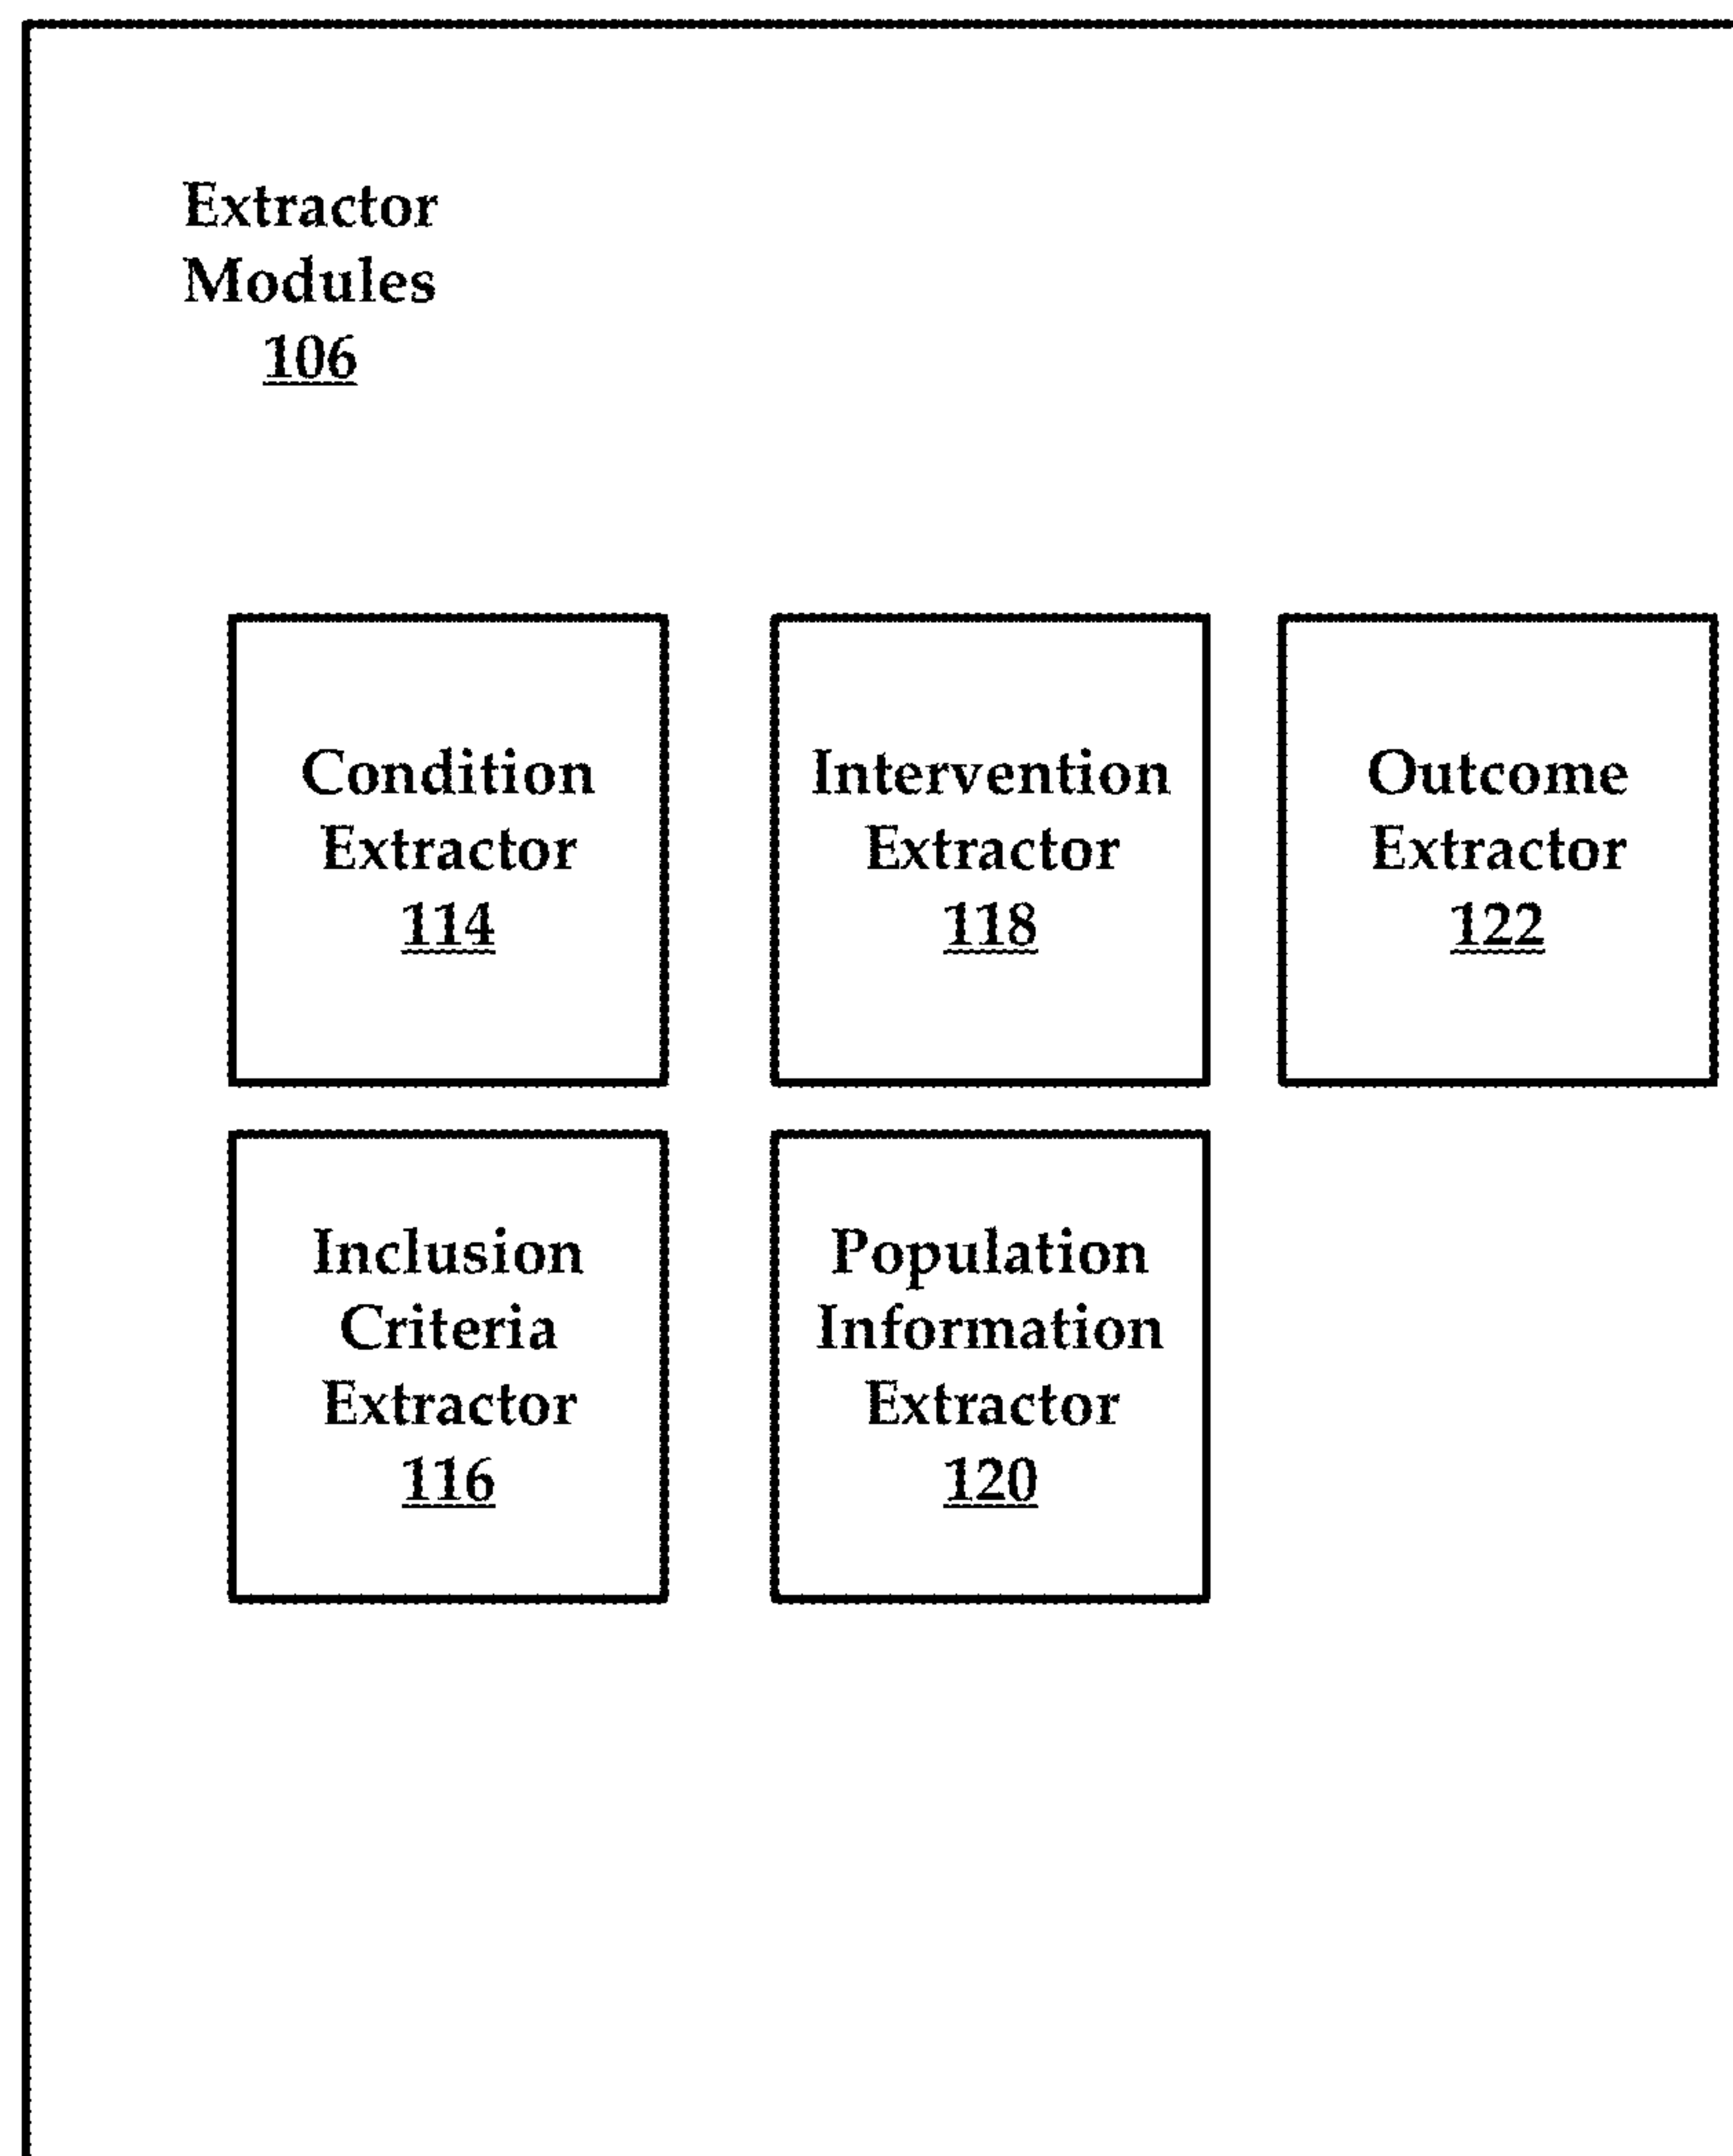 Extractor
Modules
106
Condition
Extractor
114
Intervention
Extractor
118
Outcome
Extractor
122
Inclusion
Criteria
Extractor
116
Population
Information
Extractor
120